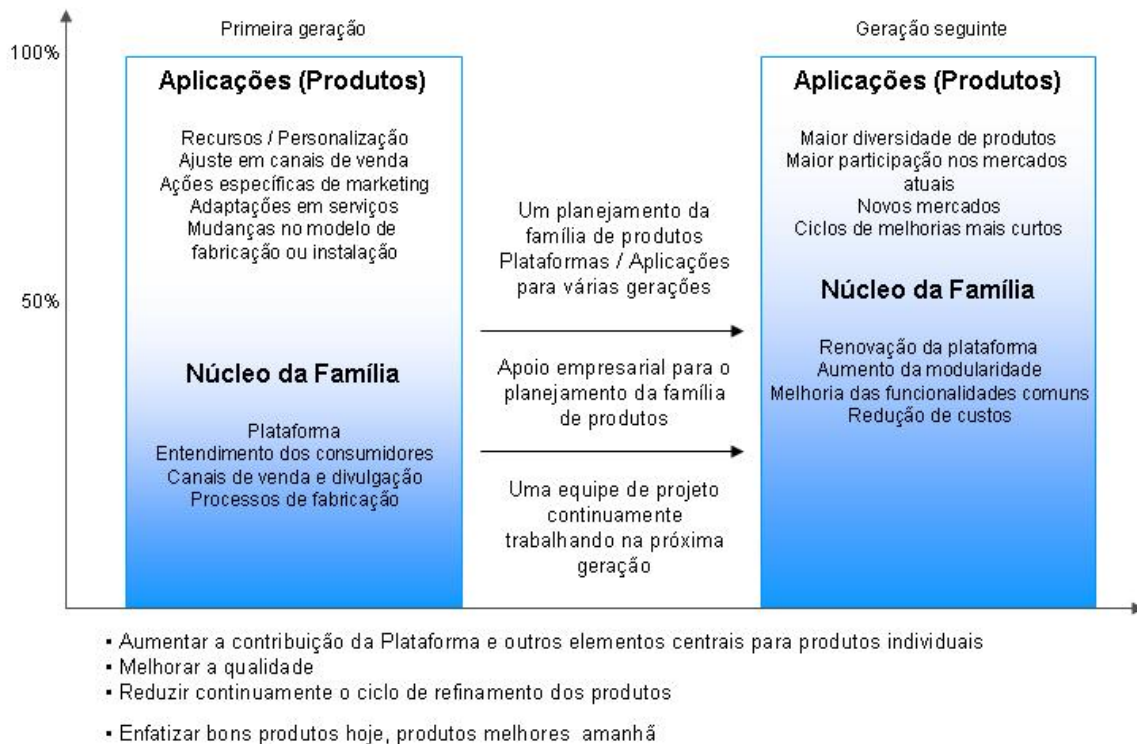 Primeira geração
Geração seguinte
100%
50%
Aplicações (Produtos)
Recursos / Personalização
Ajuste em canais de venda
Ações específicas de marketing
Adaptações em serviços
Mudanças no modelo de
fabricação ou instalação
Núcleo da Família
Plataforma
Entendimento dos consumidores
Canais de venda e divulgação
Processos de fabricação
Um planejamento da
família de produtos
Plataformas / Aplicações
para várias gerações
Apoio empresarial para o
planejamento da família
de produtos
Uma equipe de projeto
continuamente
trabalhando na próxima
geração
Aplicações (Produtos)
Maior diversidade de produtos
Maior participação nos mercados
atuais
Novos mercados
Ciclos de melhorias mais curtos
Núcleo da Família
Renovação da plataforma
Aumento da modularidade
Melhoria das funcionalidades comuns
Redução de custos
▪ Aumentar a contribuição da Plataforma e outros elementos centrais para produtos individuais
▪ Melhorar a qualidade
▪ Reduzir continuamente o ciclo de refinamento dos produtos
▪ Enfatizar bons produtos hoje, produtos melhores amanhã